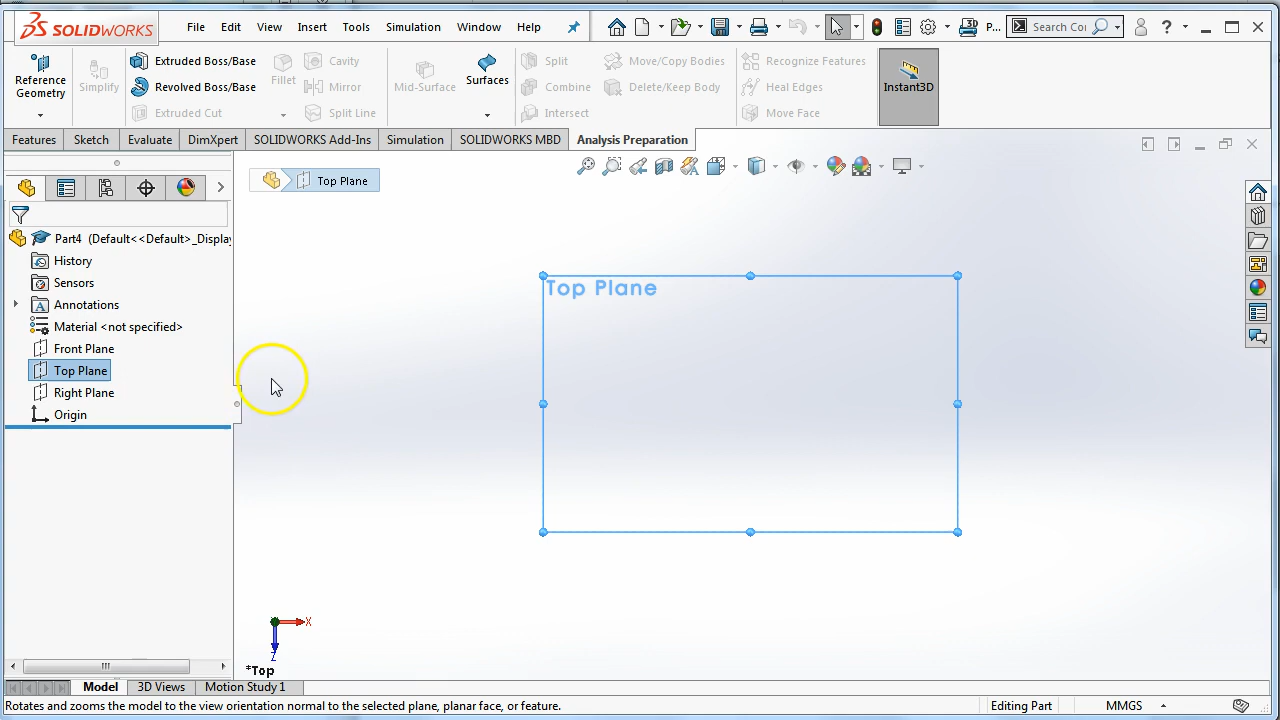 SOLIDWORKS
File Edit View Insert Tools Simulation Window Help
P...
Search Co
Reference Geometry
Simplify
Extruded Boss/Base
Revolved Boss/Base
Extruded Cut
Fillet
Cavity
Mirror
Split Line
Mid-Surface
Surfaces
Split
Combine
Intersect
Move/Copy Bodies
Delete/Keep Body
Recognize Features
Heal Edges
Move Face
Instant3D
Features Sketch Evaluate DimXpert SOLIDWORKS Add-Ins Simulation SOLIDWORKS MBD Analysis Preparation
Top Plane
Part4 (Default<<Default>_Display
History
Sensors
Annotations
Material <not specified>
Front Plane
Top Plane
Right Plane
Origin
Top Plane
X
Z
*Top
Model 3D Views Motion Study 1
Rotates and zooms the model to the view orientation normal to the selected plane, planar face, or feature.
Editing Part
MMGS